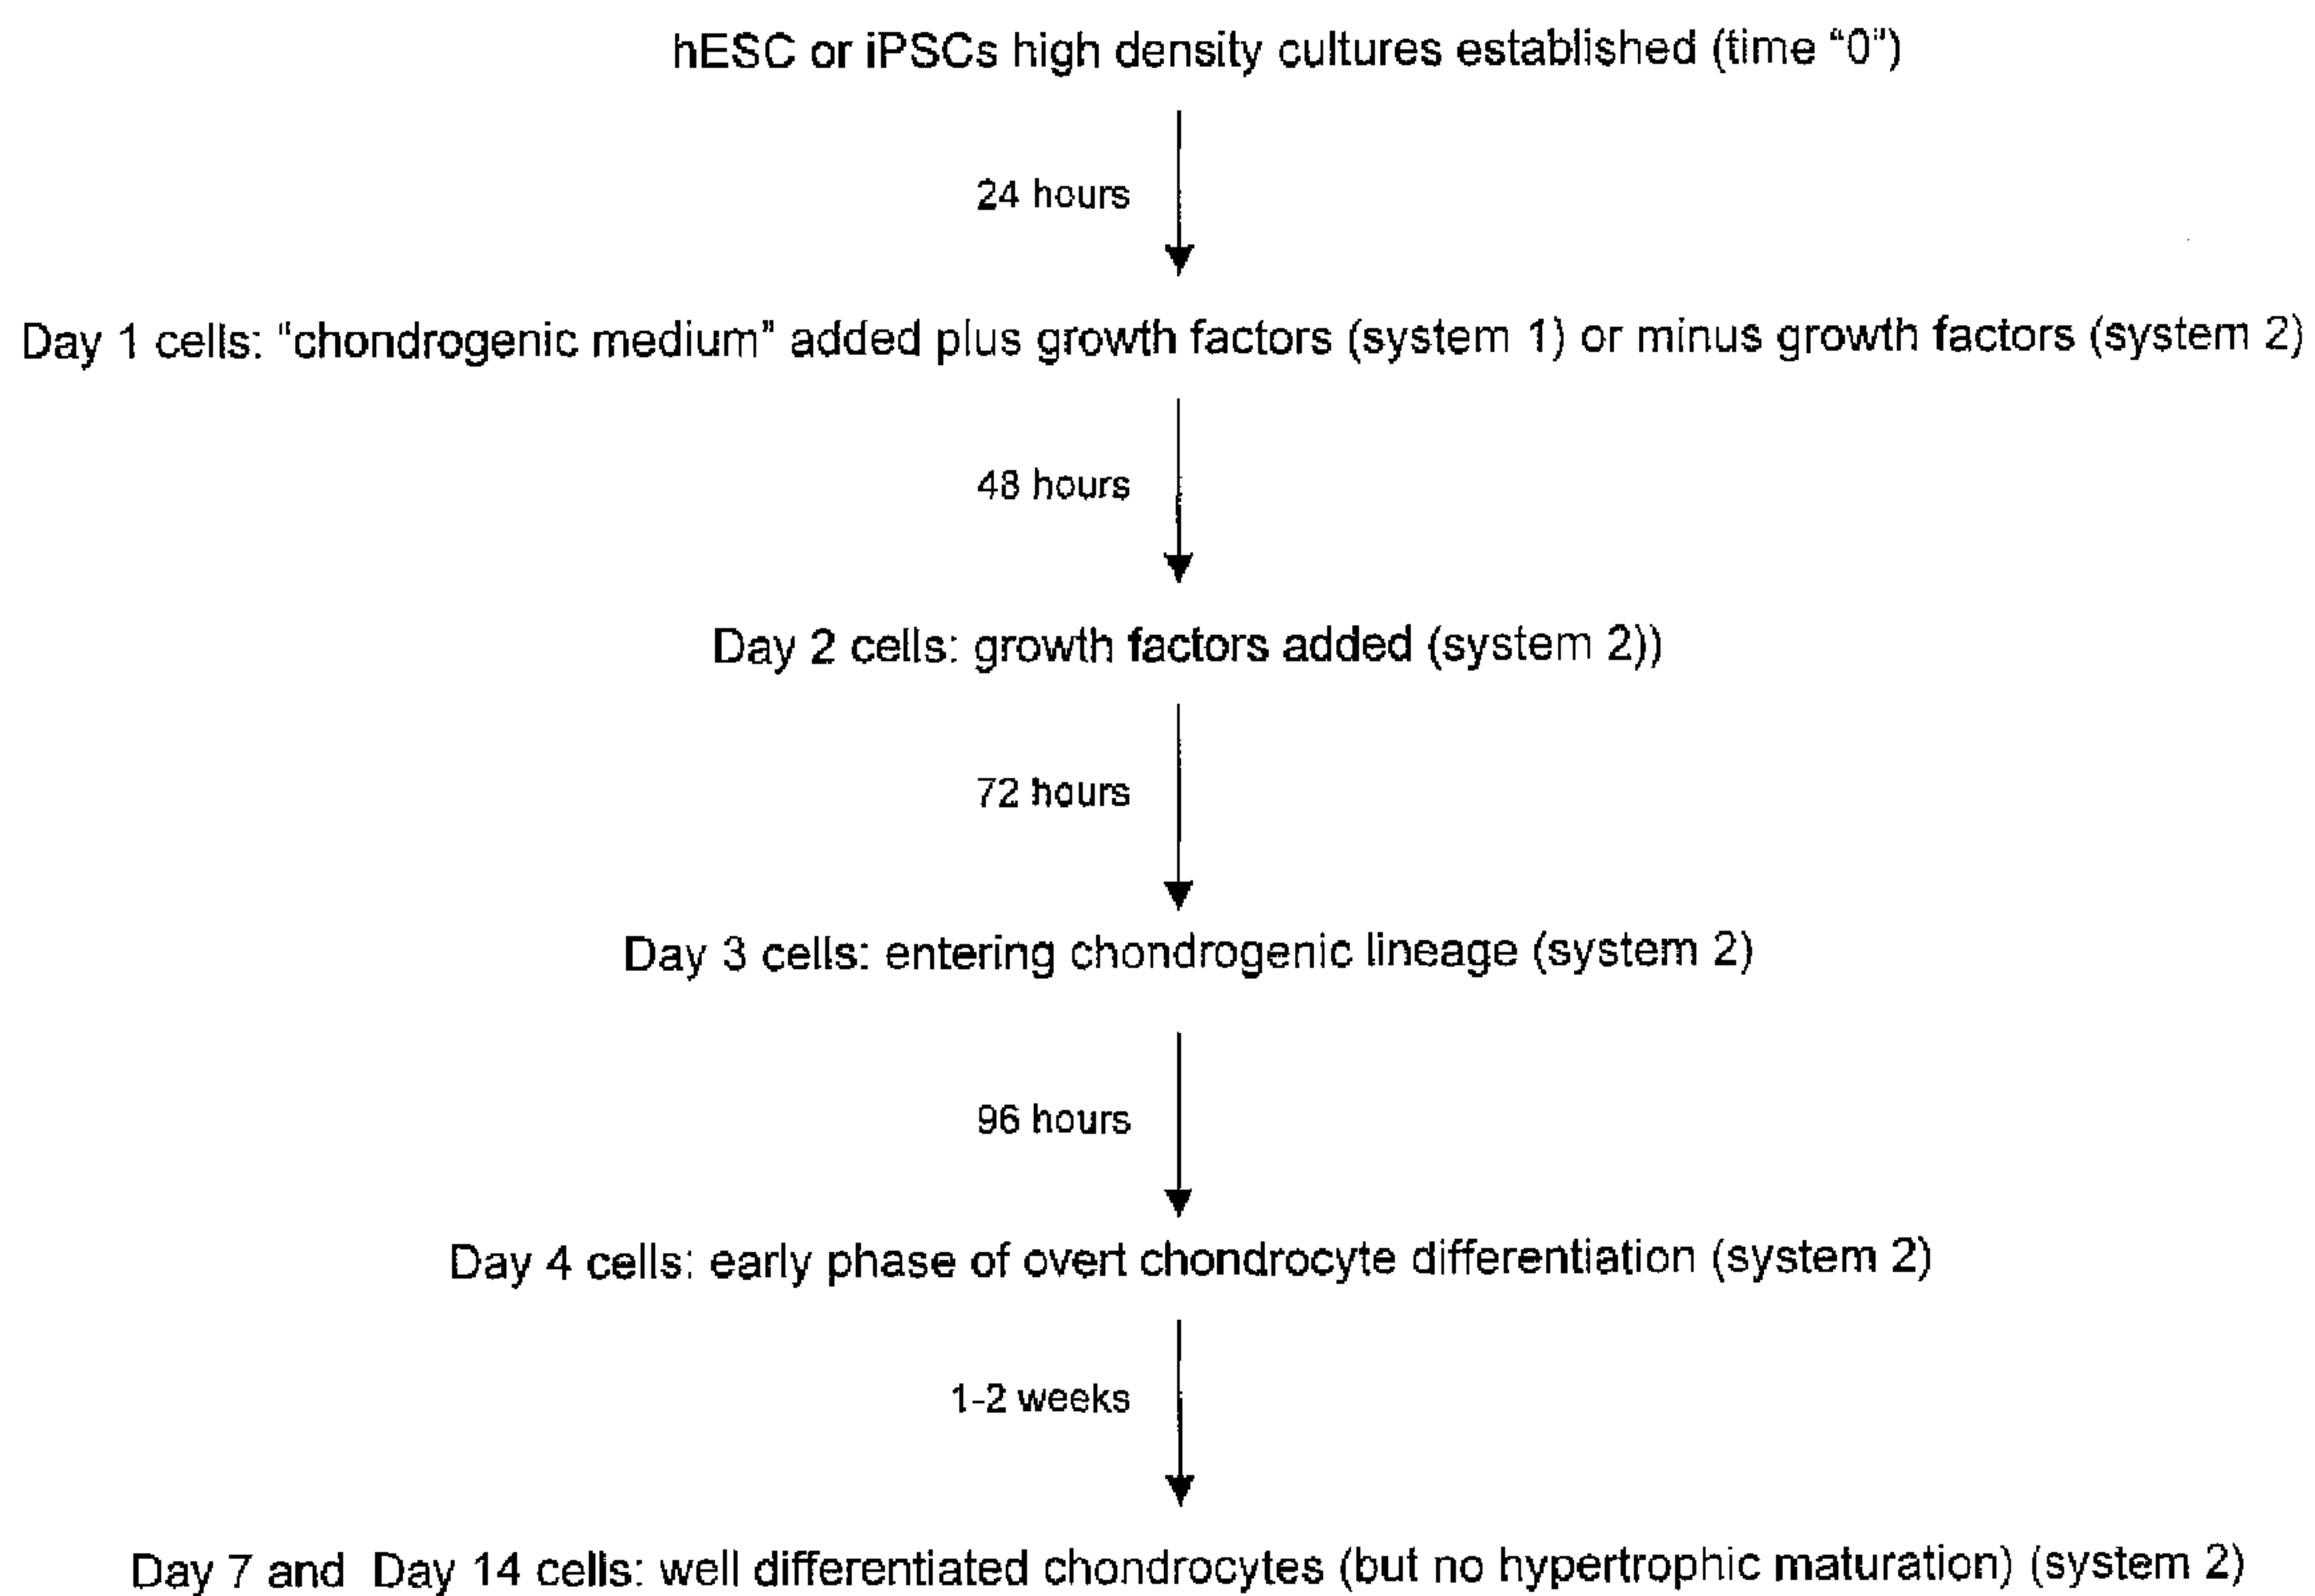 hESC or iPSCs high density cultures established (time “0”)
24 hours
Day 1 cells: “chondrogenic medium” added plus growth factors (system 1) or minus growth factors (system 2)
48 hours
Day 2 cells: growth factors added (system 2))
72 hours
Day 3 cells: entering chondrogenic lineage (system 2)
96 hours
Day 4 cells: early phase of overt chondrocyte differentiation (system 2)
1-2 weeks
Day 7 and Day 14 cells: well differentiated chondrocytes (but no hypertrophic maturation) (system 2)